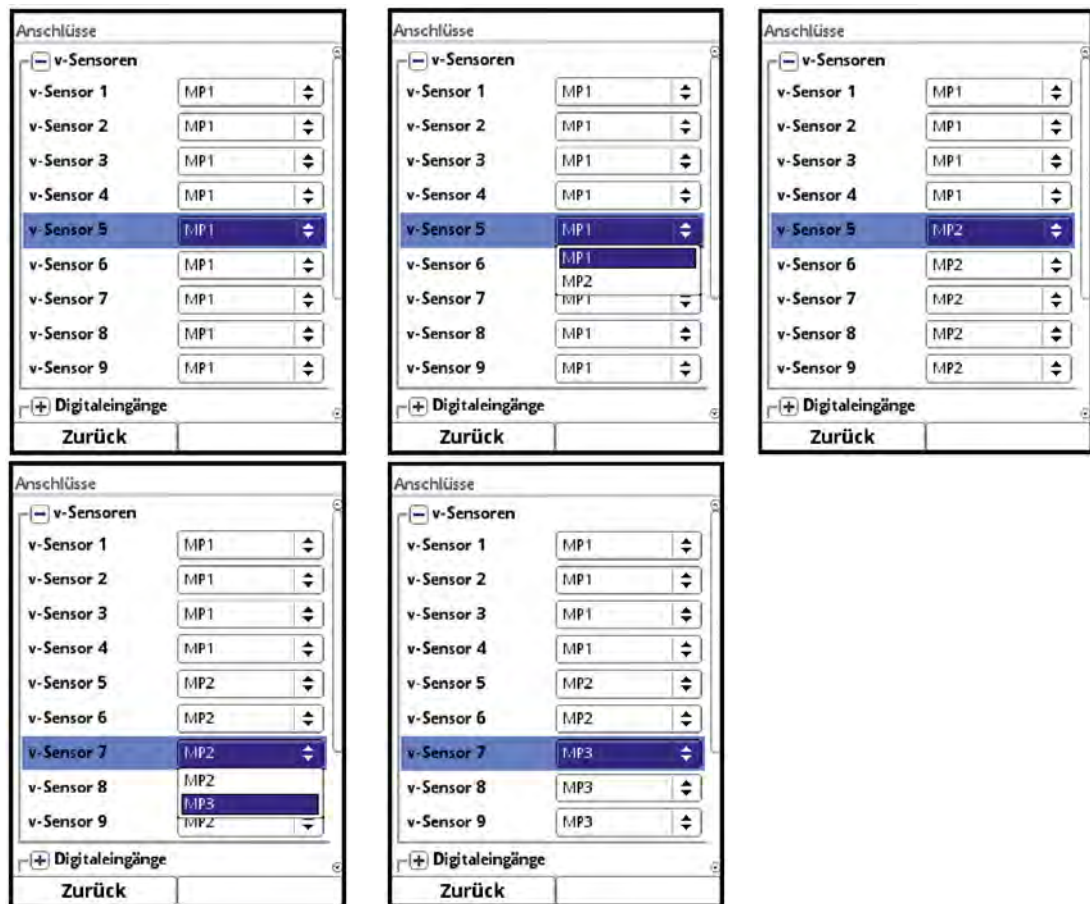 Anschlüsse
v-Sensoren
v-Sensor 1 MP1
v-Sensor 2 MP1
v-Sensor 3 MP1
v-Sensor 4 MP1
v-Sensor 5 MP1
v-Sensor 6 MP1
v-Sensor 7 MP1
v-Sensor 8 MP1
v-Sensor 9 MP1
Digitaleingänge
Zurück
Anschlüsse
v-Sensoren
v-Sensor 1 MP1
v-Sensor 2 MP1
v-Sensor 3 MP1
v-Sensor 4 MP1
v-Sensor 5 MP1
v-Sensor 6 MP1
MP2
v-Sensor 7 MP1
v-Sensor 8 MP1
v-Sensor 9 MP1
Digitaleingänge
Zurück
Anschlüsse
v-Sensoren
v-Sensor 1 MP1
v-Sensor 2 MP1
v-Sensor 3 MP1
v-Sensor 4 MP1
v-Sensor 5 MP2
v-Sensor 6 MP2
v-Sensor 7 MP2
v-Sensor 8 MP2
v-Sensor 9 MP2
Digitaleingänge
Zurück
Anschlüsse
v-Sensoren
v-Sensor 1 MP1
v-Sensor 2 MP1
v-Sensor 3 MP1
v-Sensor 4 MP1
v-Sensor 5 MP2
v-Sensor 6 MP2
v-Sensor 7 MP2
v-Sensor 8 MP2
MP3
v-Sensor 9 MP2
Digitaleingänge
Zurück
Anschlüsse
v-Sensoren
v-Sensor 1 MP1
v-Sensor 2 MP1
v-Sensor 3 MP1
v-Sensor 4 MP1
v-Sensor 5 MP2
v-Sensor 6 MP2
v-Sensor 7 MP3
v-Sensor 8 MP3
v-Sensor 9 MP3
Digitaleingänge
Zurück